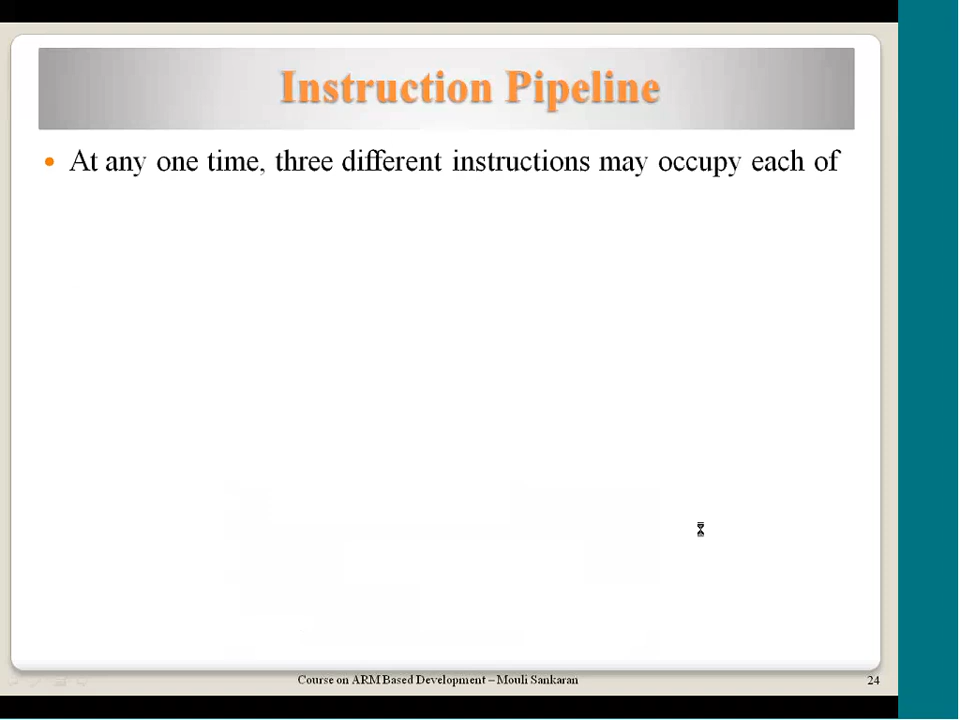 Instruction Pipeline
At any one time, three different instructions may occupy each of
Course on ARM Based Development – Mouli Sankaran
24